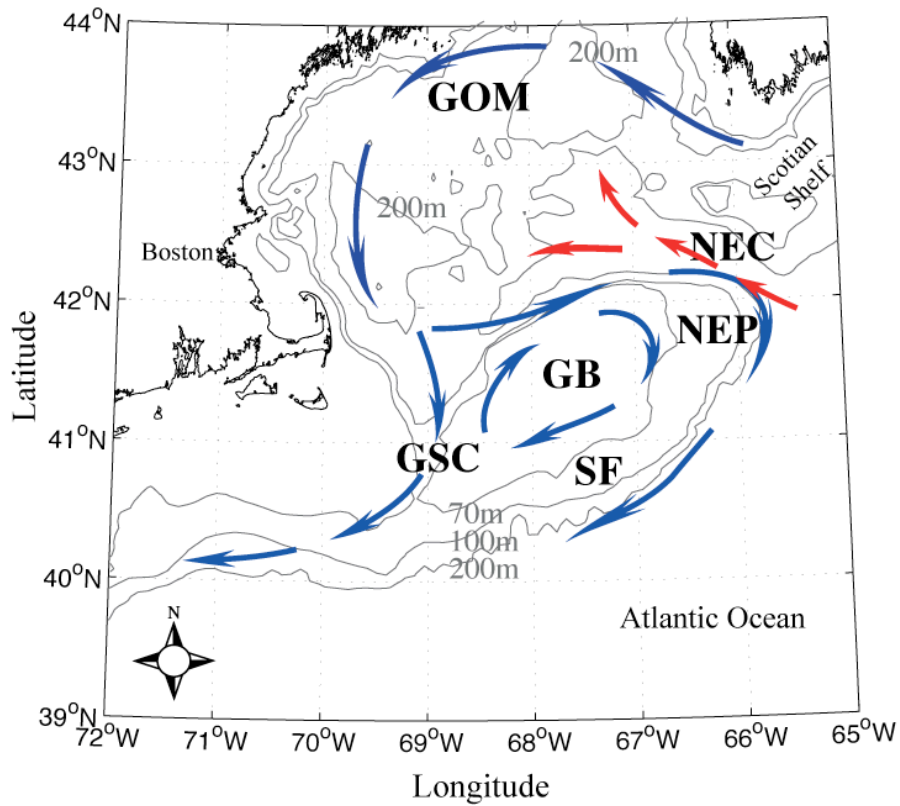 44°N
200m
GOM
43°N
Scotian
Shelf
200m
NEC
Boston
42°N
NEP
GB
Latitude
41°N
GSC
SF
70m
100m
200m
40°N
Atlantic Ocean
N
39°N
72°W 71°W 70°W 69°W 68°W 67°W 66°W 65°W
Longitude